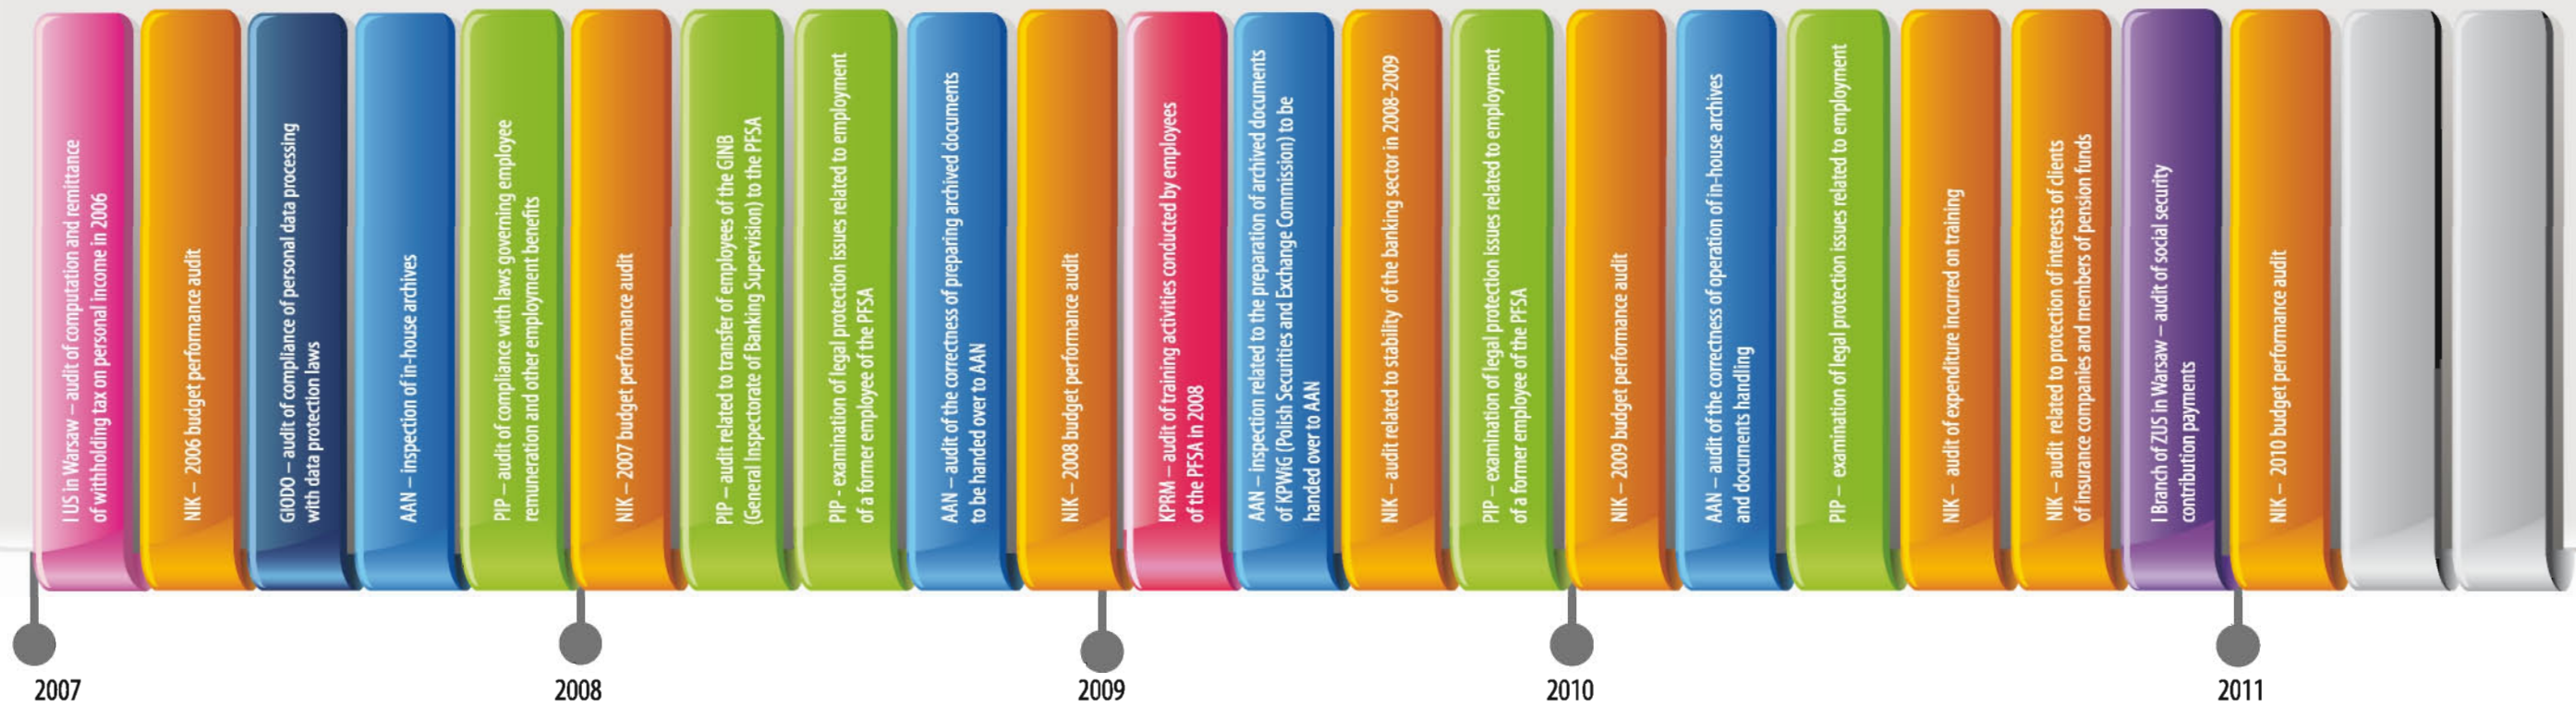 I US in Warsaw – audit of computation and remittance
of withholding tax on personal income in 2006
NIK – 2006 budget performance audit
GIODO – audit of compliance of personal data processing
with data protection laws
AAN – inspection of in-house archives
PIP – audit of compliance with laws governing employee
remuneration and other employment benefits
NIK – 2007 budget performance audit
PIP – audit related to transfer of employees of the GINB
(General Inspectorate of Banking Supervision) to the PFSA
PIP - examination of legal protection issues related to employment
of a former employee of the PFSA
AAN – audit of the correctness of preparing archived documents
to be handed over to AAN
NIK – 2008 budget performance audit
KPRM – audit of training activities conducted by employees
of the PFSA in 2008
AAN – inspection related to the preparation of archived documents
of KPWiG (Polish Securities and Exchange Commission) to be
handed over to AAN
NIK – audit related to stability of the banking sector in 2008-2009
PIP – examination of legal protection issues related to employment
of a former employee of the PFSA
NIK – 2009 budget performance audit
AAN – audit of the correctness of operation of in-house archives
and documents handling
PIP – examination of legal protection issues related to employment
NIK – audit of expenditure incurred on training
NIK – audit related to protection of interests of clients
of insurance companies and members of pension funds
I Branch of ZUS in Warsaw – audit of social security
contribution payments
NIK – 2010 budget performance audit
2007
2008
2009
2010
2011